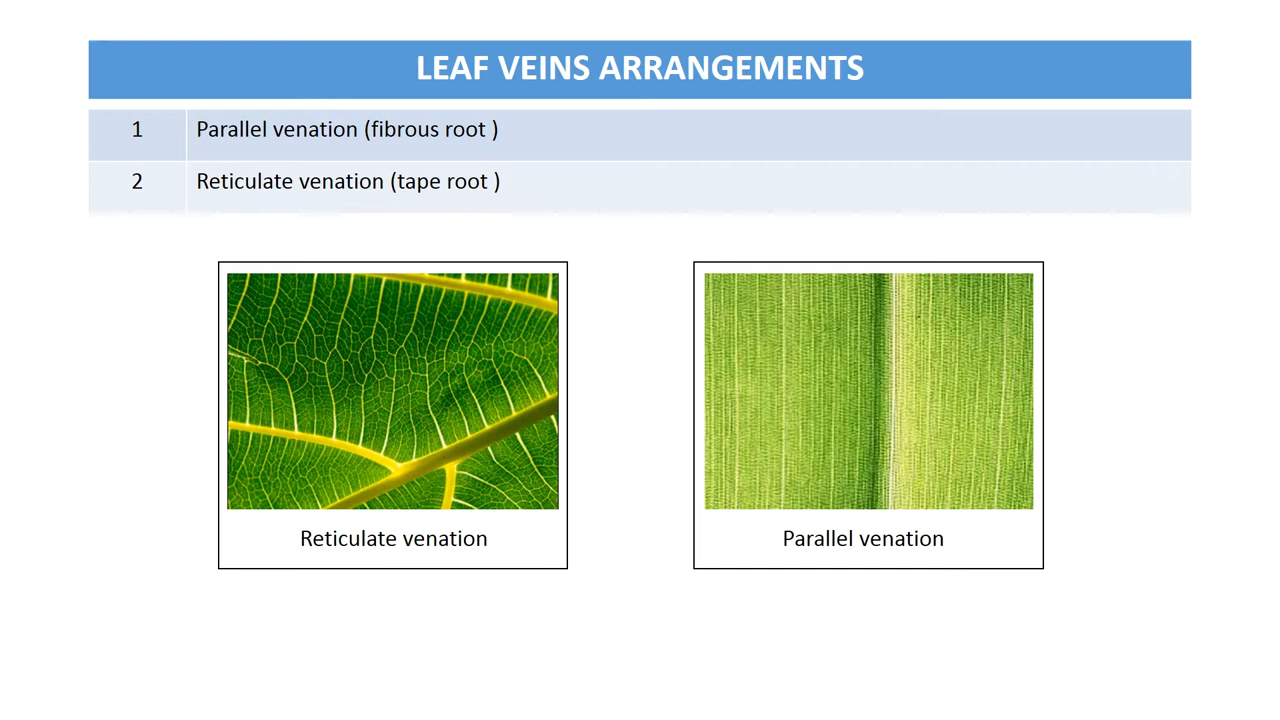 LEAF VEINS ARRANGEMENTS
1 Parallel venation (fibrous root )
2 Reticulate venation (tape root )
Reticulate venation
Parallel venation